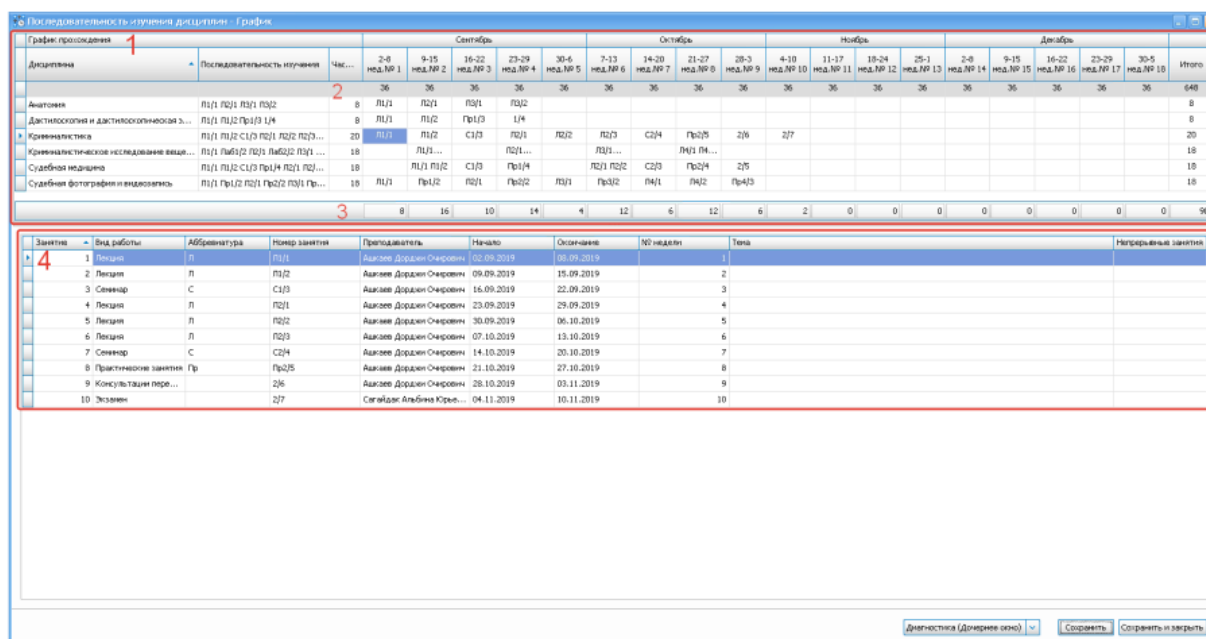 Последовательность изучения дисциплин - График
График прохождения 1 Сентябрь Октябрь Ноябрь Декабрь
Дисциплина Последовательность изучения Час... 2-8 нед.№ 1 9-15 нед.№ 2 16-22 нед.№ 3 23-29 нед.№ 4 30-6 нед.№ 5 7-13 нед.№ 6 14-20 нед.№ 7 21-27 нед.№ 8 28-3 нед.№ 9 4-10 нед.№ 10 11-17 нед.№ 11 18-24 нед.№ 12 25-1 нед.№ 13 2-8 нед.№ 14 9-15 нед.№ 15 16-22 нед.№ 16 23-29 нед.№ 17 30-5 нед.№ 18 Итого
2 36 36 36 36 36 36 36 36 36 36 36 36 36 36 36 36 36 36 648
Анатомия Л1/1 Л2/1 Л3/1 Л3/2 8 Л1/1 Л2/1 Л3/1 Л3/2 8
Дактилоскопия и дактилоскопическая э... Л1/1 Л1/2 Пр1/3 1/4 8 Л1/1 Л1/2 Пр1/3 1/4 8
Криминалистика Л1/1 Л1/2 С1/3 Л2/1 Л2/2 Л2/3... 20 Л1/1 Л1/2 С1/3 Л2/1 Л2/2 Л2/3 С2/4 Пр2/5 2/6 2/7 20
Криминалистическое исследование веще... Л1/1 Лаб1/2 Л2/1 Лаб2/2 Л3/1 ... 18 Л1/1... Л2/1... Л3/1... Л4/1 Л4... 18
Судебная медицина Л1/1 Л1/2 С1/3 Пр1/4 Л2/1 Л2/... 18 Л1/1 Л1/2 С1/3 Пр1/4 Л2/1 Л2/2 С2/3 Пр2/4 2/5 18
Судебная фотография и видеозапись Л1/1 Пр1/2 Л2/1 Пр2/2 Л3/1 Пр... 18 Л1/1 Пр1/2 Л2/1 Пр2/2 Л3/1 Пр3/2 Л4/1 Л4/2 Пр4/3 18
3 8 16 10 14 4 12 6 12 6 2 0 0 0 0 0 0 0 0
Занятие Вид работы Аббревиатура Номер занятия Преподаватель Начало Окончание № недели Тема Непрерывные занятия
4 1 Лекция Л Л1/1 Ашкаев Дорджи Очирович 02.09.2019 08.09.2019 1
2 Лекция Л Л1/2 Ашкаев Дорджи Очирович 09.09.2019 15.09.2019 2
3 Семинар С С1/3 Ашкаев Дорджи Очирович 16.09.2019 22.09.2019 3
4 Лекция Л Л2/1 Ашкаев Дорджи Очирович 23.09.2019 29.09.2019 4
5 Лекция Л Л2/2 Ашкаев Дорджи Очирович 30.09.2019 06.10.2019 5
6 Лекция Л Л2/3 Ашкаев Дорджи Очирович 07.10.2019 13.10.2019 6
7 Семинар С С2/4 Ашкаев Дорджи Очирович 14.10.2019 20.10.2019 7
8 Практические занятия Пр Пр2/5 Ашкаев Дорджи Очирович 21.10.2019 27.10.2019 8
9 Консультации пере... 2/6 Ашкаев Дорджи Очирович 28.10.2019 03.11.2019 9
10 Экзамен 2/7 Сагайдак Альбина Юрье... 04.11.2019 10.11.2019 10
Диагностика (Дочернее окно) Сохранить Сохранить и закрыть